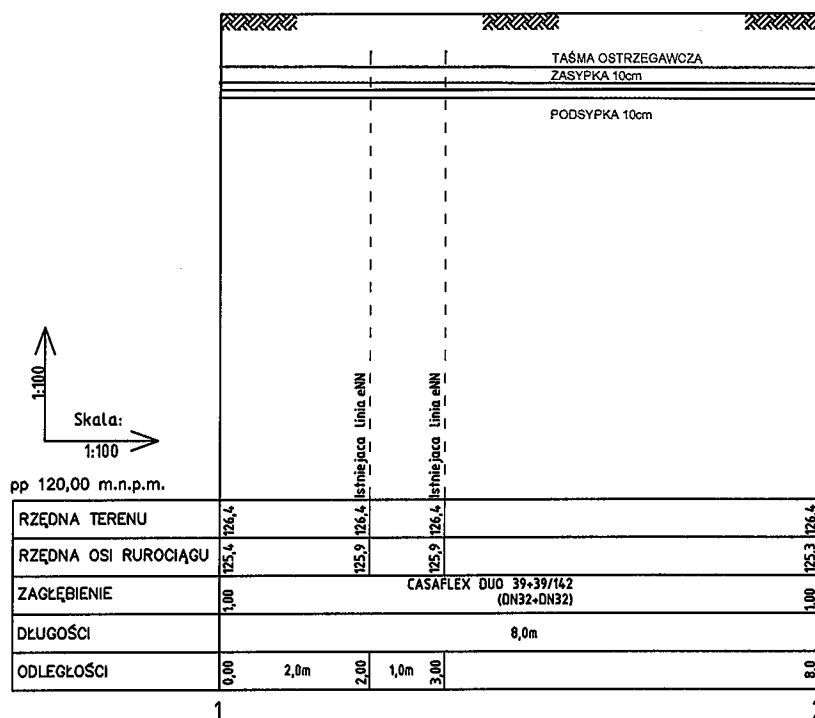 TAŚMA OSTRZEGAWCZA
ZASYPKA 10cm
PODSYPKA 10cm
1:100
Skala:
1:100
Istniejaca linia eNN
Istniejaca linia eNN
pp 120,00 m.n.p.m.
RZĘDNA TERENU 126,4 126,4 126,4 126,4
RZĘDNA OSI RUROCIĄGU 125,4 125,9 125,9 125,3
ZAGŁĘBIENIE 1,00 CASAFLEX DUO 39+39/142 1,00
(DN32+DN32)
DŁUGOŚCI 8,0m
ODLEGŁOŚCI 0,00 2,0m 2,00 1,0m 3,00 8,0
1